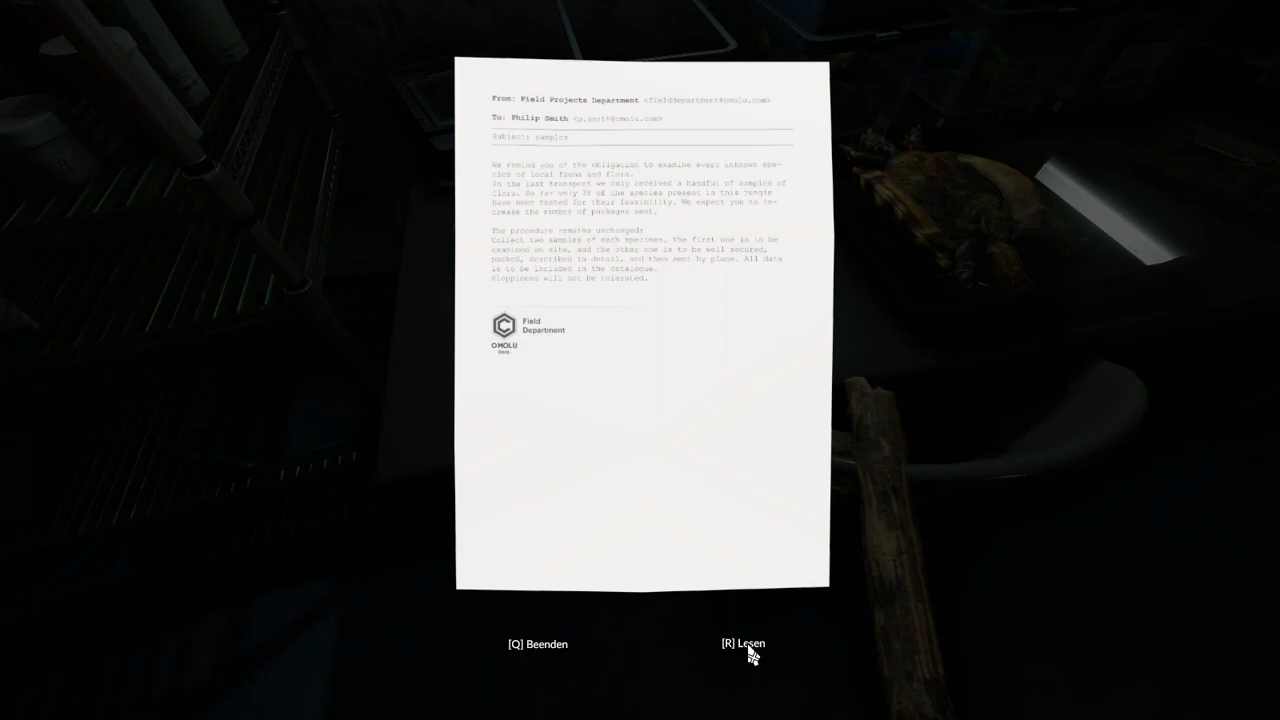 From: Field Projects Department <fielddepartment@omolu.com>
To: Philip Smith <p.smith@omolu.com>
Subject: samples
We remind you of the obligation to examine every unknown spe-
cies of local fauna and flora.
In the last transport we only received a handful of samples of
flora. So far only 3% of the species present in this jungle
have been tested for their feasibility. We expect you to in-
crease the number of packages sent.
The procedure remains unchanged:
Collect two samples of each specimen. The first one is to be
examined on site, and the other one is to be well secured,
packed, described in detail, and then sent by plane. All data
is to be included in the catalogue.
Sloppiness will not be tolerated.
Field
Department
OMOLU
[Q] Beenden
[R] Lesen